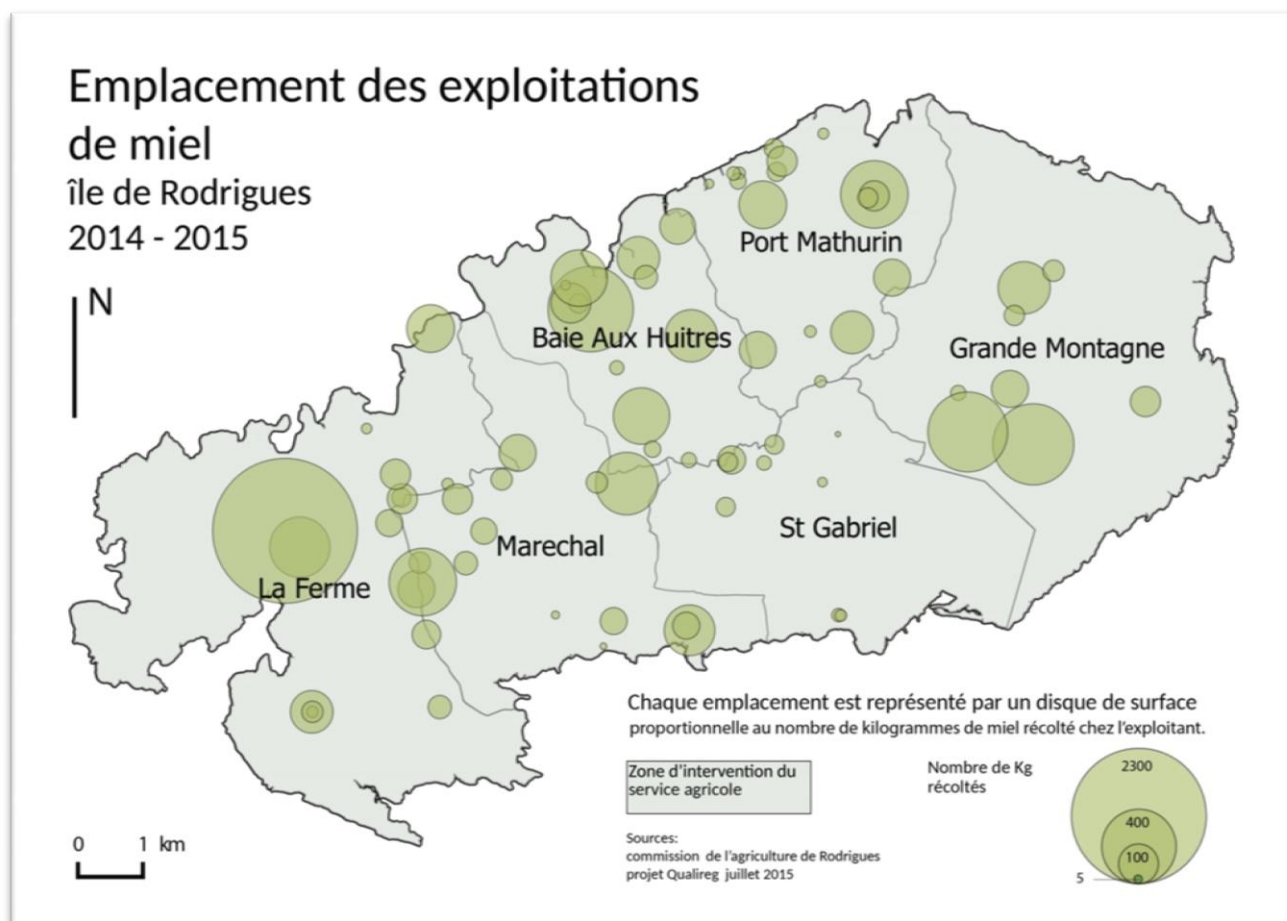 Emplacement des exploitations
de miel
île de Rodrigues
2014 - 2015
N
Port Mathurin
Baie Aux Huitres
Grande Montagne
St Gabriel
Marechal
La Ferme
Chaque emplacement est représenté par un disque de surface
proportionnelle au nombre de kilogrammes de miel récolté chez l'exploitant.
Zone d'intervention du
service agricole
Nombre de Kg
récoltés
2300
400
100
5
Sources:
commission de l'agriculture de Rodrigues
projet Qualireg juillet 2015
0 1 km